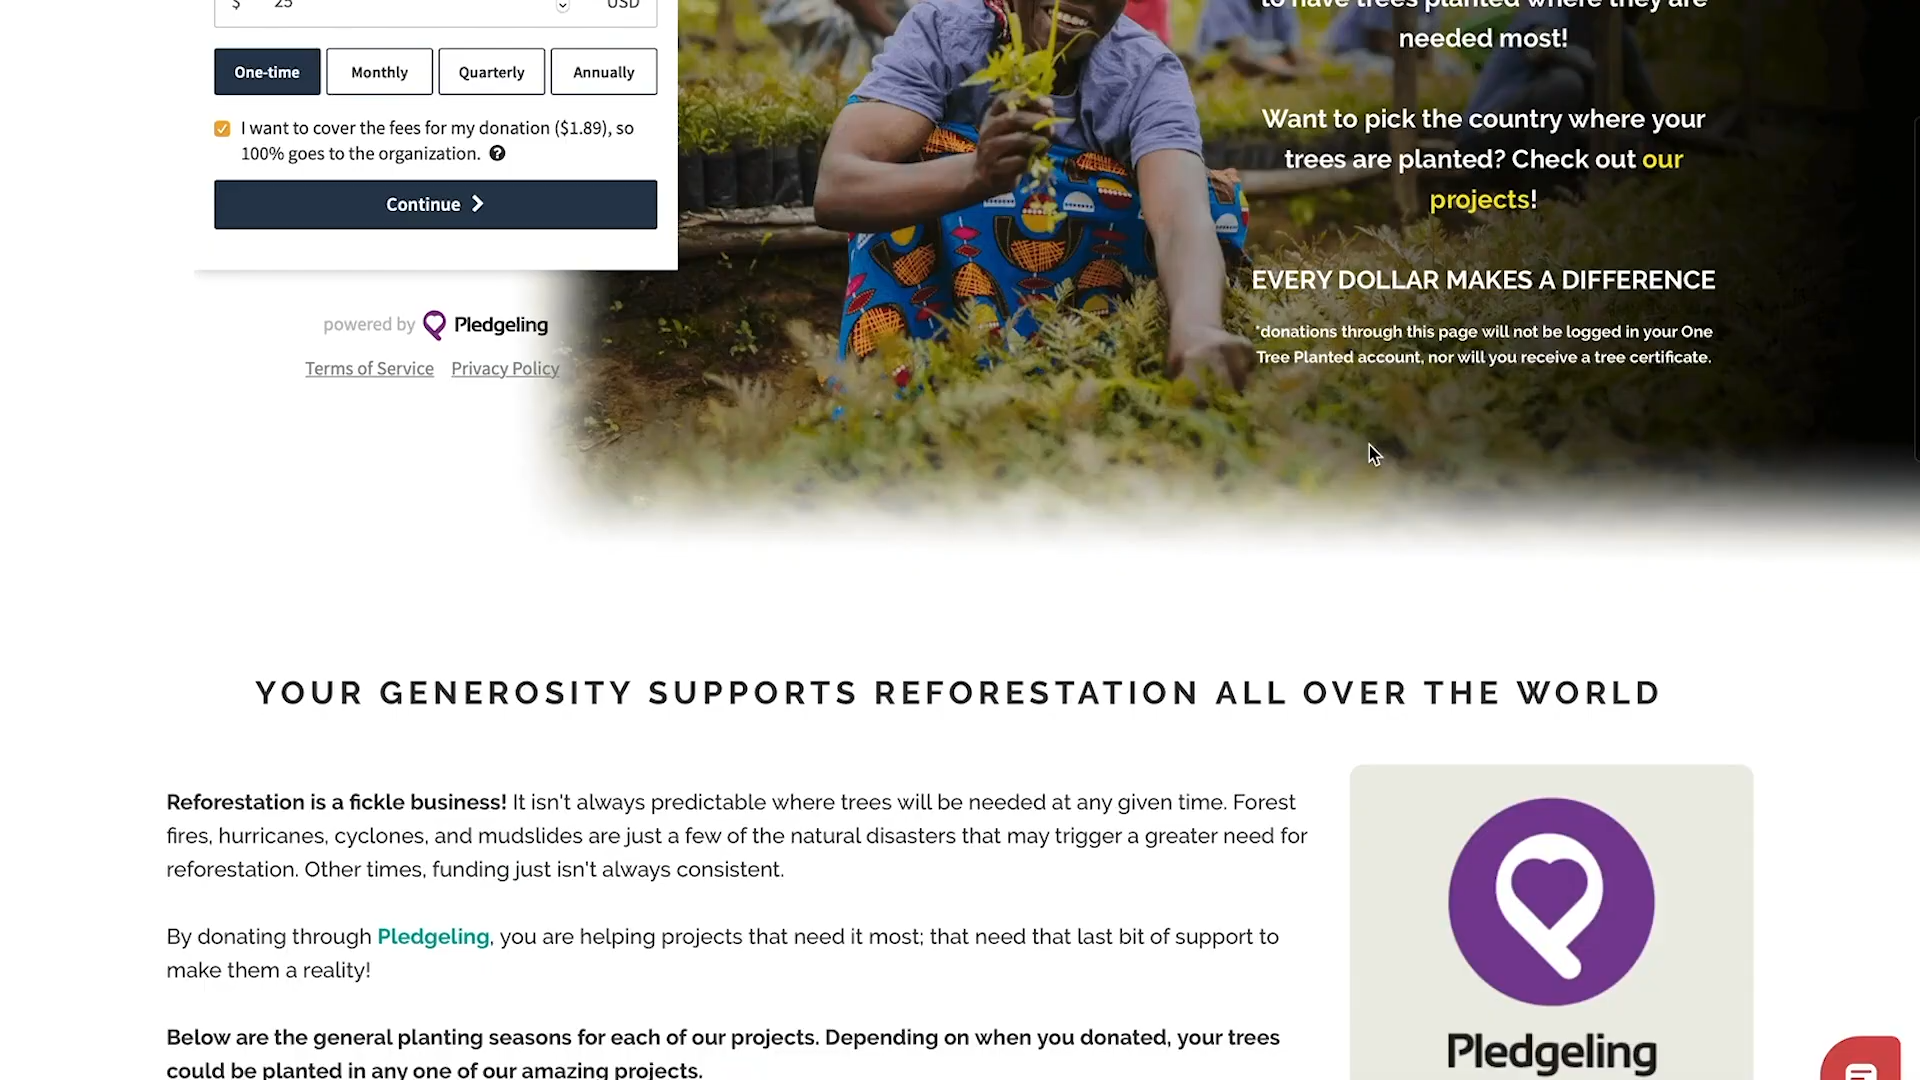 $ 25 USD
to have trees planted where they are
needed most!
One-time Monthly Quarterly Annually
I want to cover the fees for my donation ($1.89), so
100% goes to the organization.
Continue
Want to pick the country where your
trees are planted? Check out our
projects!
EVERY DOLLAR MAKES A DIFFERENCE
*donations through this page will not be logged in your One
Tree Planted account, nor will you receive a tree certificate.
powered by Pledgeling
Terms of Service Privacy Policy
YOUR GENEROSITY SUPPORTS REFORESTATION ALL OVER THE WORLD
Reforestation is a fickle business! It isn't always predictable where trees will be needed at any given time. Forest
fires, hurricanes, cyclones, and mudslides are just a few of the natural disasters that may trigger a greater need for
reforestation. Other times, funding just isn't always consistent.
By donating through Pledgeling, you are helping projects that need it most; that need that last bit of support to
make them a reality!
Below are the general planting seasons for each of our projects. Depending on when you donated, your trees
could be planted in any one of our amazing projects.
Pledgeling